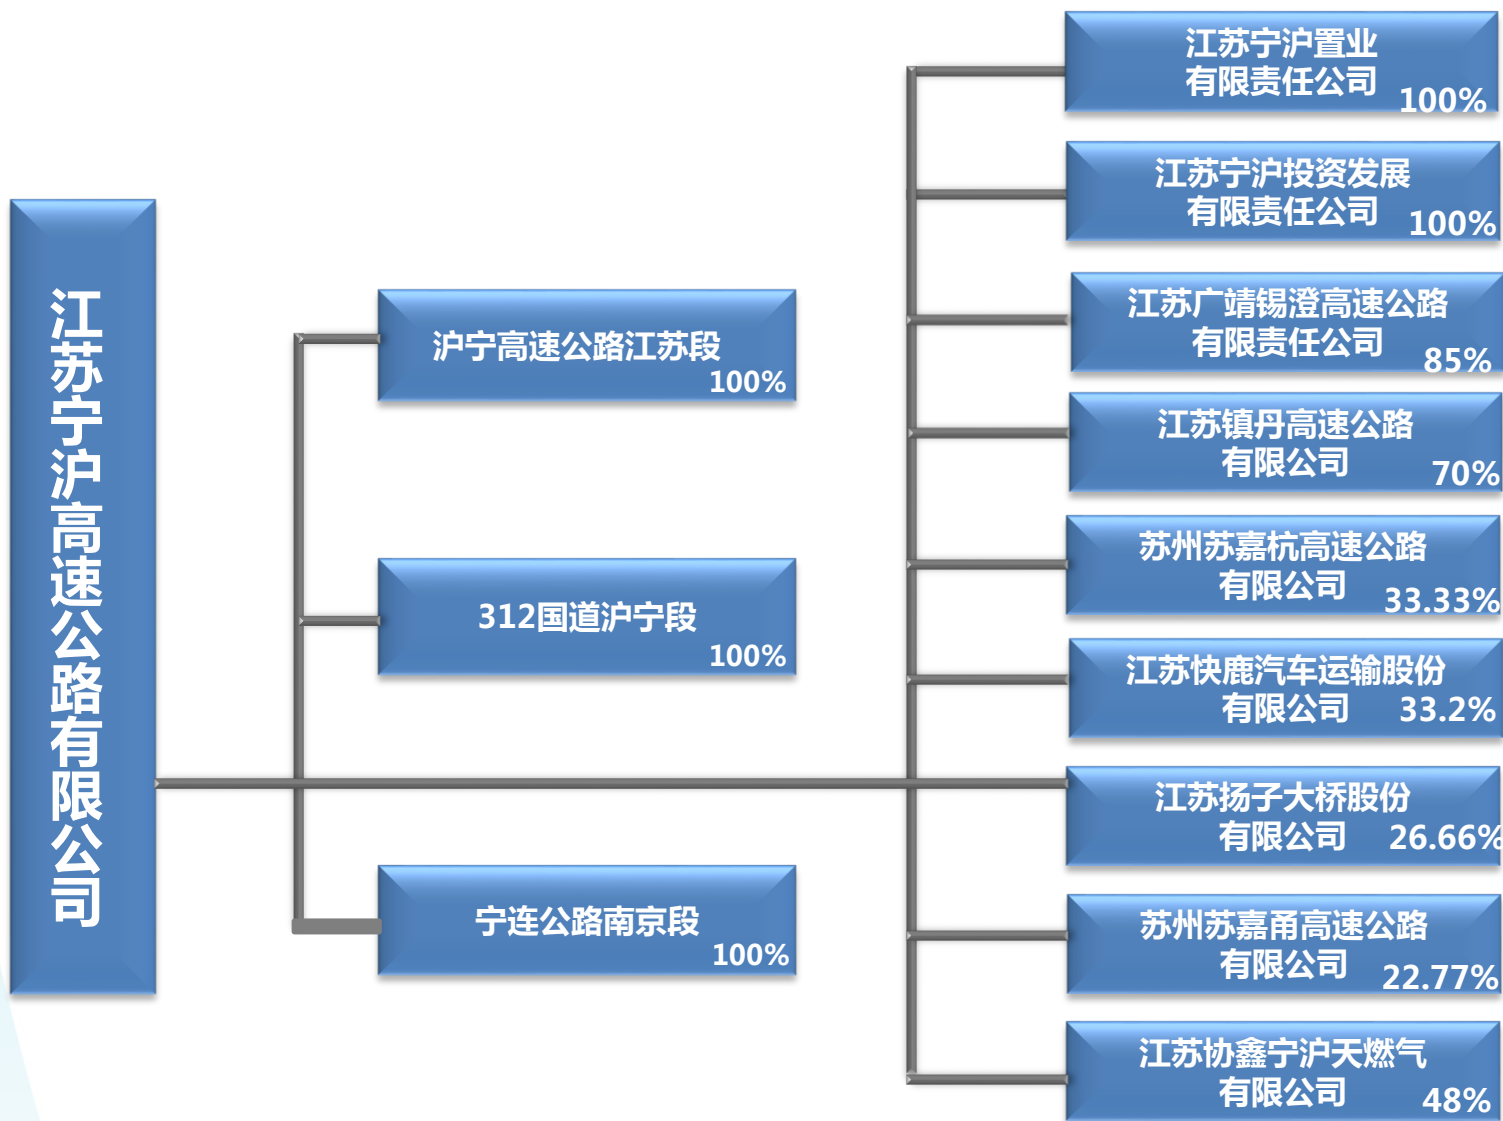 江苏宁沪高速公路有限公司
沪宁高速公路江苏段
100%
312国道沪宁段
100%
宁连公路南京段
100%
江苏宁沪置业
有限责任公司
100%
江苏宁沪投资发展
有限责任公司
100%
江苏广靖锡澄高速公路
有限责任公司
85%
江苏镇丹高速公路
有限公司
70%
苏州苏嘉杭高速公路
有限公司
33.33%
江苏快鹿汽车运输股份
有限公司
33.2%
江苏扬子大桥股份
有限公司
26.66%
苏州苏嘉甬高速公路
有限公司
22.77%
江苏协鑫宁沪天燃气
有限公司
48%